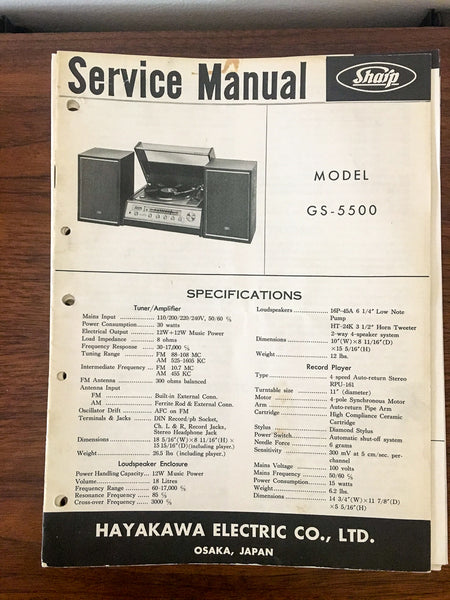 Service Manual
Sharp
MODEL
GS-5500
SPECIFICATIONS
Tuner/Amplifier
Mains Input ........ 110/200/220/240V, 50/60 c/s
Power Consumption ........ 30 watts
Electrical Output ........ 12W+12W Music Power
Load Impedance ........ 8 ohms
Frequency Response ........ 30-17,000 c/s
Tuning Range ........ FM 88-108 MC
AM 525-1605 KC
Intermediate Frequency ........ FM 10.7 MC
AM 455 KC
FM Antenna ........ 300 ohms balanced
Antenna Input
FM ........ Built-in External Conn.
AM ........ Ferrite Rod & External Conn.
Oscillator Drift ........ AFC on FM
Terminals & Jacks ........ DIN Record/pb Socket,
Ch. L & R, Record Jacks,
Stereo Headphone Jack
Dimensions ........ 18 5/16"(W)×8 11/16"(H)×
15 15/16"(D)(including player.)
Weight ........ 26.5 lbs (including player.)
Loudspeaker Enclosure
Power Handling Capacity ... 12W Music Power
Volume ........ 18 Litres
Frequency Range ........ 60-17,000 c/s
Resonance Frequency ........ 85 c/s
Cross-over Frequency ........ 3000 c/s
Loudspeakers ........ 16P-45A 6 1/4" Low Note
Pump
HT-24K 3 1/2" Horn Tweeter
2-way 4-speaker system
Dimensions ........ 10"(W)×8 11/16"(D)
×15 5/16"(H)
Weight ........ 12 lbs.
Record Player
Type ........ 4 speed Auto-return Stereo
RPU-161
Turntable size ........ 11" (diameter)
Motor ........ 4-pole Synchronous Motor
Arm ........ Auto-return Pipe Arm
Cartridge ........ High Compliance Ceramic
Cartridge
Stylus ........ Diamond Stylus
Power Switch ........ Automatic shut-off system
Needle Force ........ 6 grams
Sensitivity ........ 300 mV at 5 cm/sec. per-
channel
Mains Voltage ........ 100 volts
Mains Frequency ........ 50/60 c/s
Power Consumption ........ 15 watts
Weight ........ 6.2 lbs.
Dimensions ........ 14 3/4"(W)×11 7/8"(D)
×5 5/16"(H)
HAYAKAWA ELECTRIC CO., LTD.
OSAKA, JAPAN